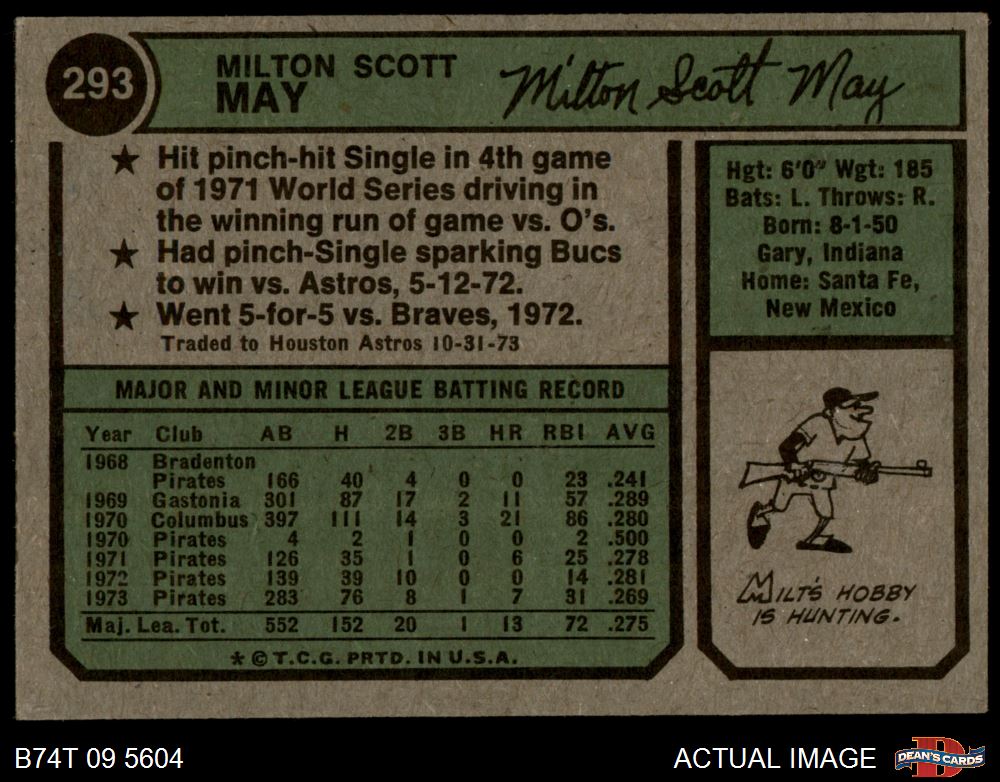 293
MILTON SCOTT
MAY
Milton Scott May
★ Hit pinch-hit Single in 4th game
of 1971 World Series driving in
the winning run of game vs. O's.
★ Had pinch-Single sparking Bucs
to win vs. Astros, 5-12-72.
★ Went 5-for-5 vs. Braves, 1972.
Traded to Houston Astros 10-31-73
Hgt: 6'0" Wgt: 185
Bats: L. Throws: R.
Born: 8-1-50
Gary, Indiana
Home: Santa Fe,
New Mexico
MAJOR AND MINOR LEAGUE BATTING RECORD
Year Club AB H 2B 3B HR RBI AVG
1968 Bradenton
Pirates 166 40 4 0 0 23 .241
1969 Gastonia 301 87 17 2 11 57 .289
1970 Columbus 397 111 14 3 21 86 .280
1970 Pirates 4 2 1 0 0 2 .500
1971 Pirates 126 35 1 0 6 25 .278
1972 Pirates 139 39 10 0 0 14 .281
1973 Pirates 283 76 8 1 7 31 .269
Maj. Lea. Tot. 552 152 20 1 13 72 .275
* © T.C.G. PRTD. IN U.S.A.
MILT'S HOBBY
IS HUNTING.
B74T 09 5604
ACTUAL IMAGE
D
DEAN'S CARDS